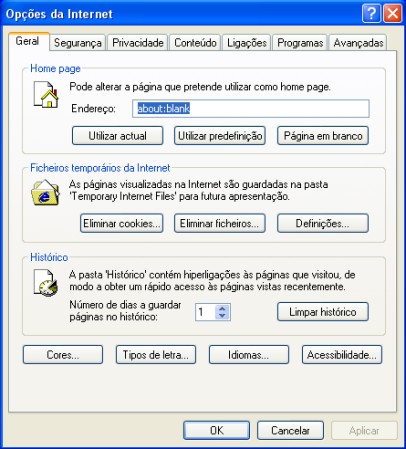 Opções da Internet
Geral Segurança Privacidade Conteúdo Ligações Programas Avançadas
Home page
Pode alterar a página que pretende utilizar como home page.
Endereço: about:blank
Utilizar actual Utilizar predefinição Página em branco
Ficheiros temporários da Internet
As páginas visualizadas na Internet são guardadas na pasta
'Temporary Internet Files' para futura apresentação.
Eliminar cookies... Eliminar ficheiros... Definições...
Histórico
A pasta 'Histórico' contém hiperligações às páginas que visitou, de
modo a obter um rápido acesso às páginas vistas recentemente.
Número de dias a guardar
páginas no histórico: 1 Limpar histórico
Cores... Tipos de letra... Idiomas... Acessibilidade...
OK Cancelar Aplicar